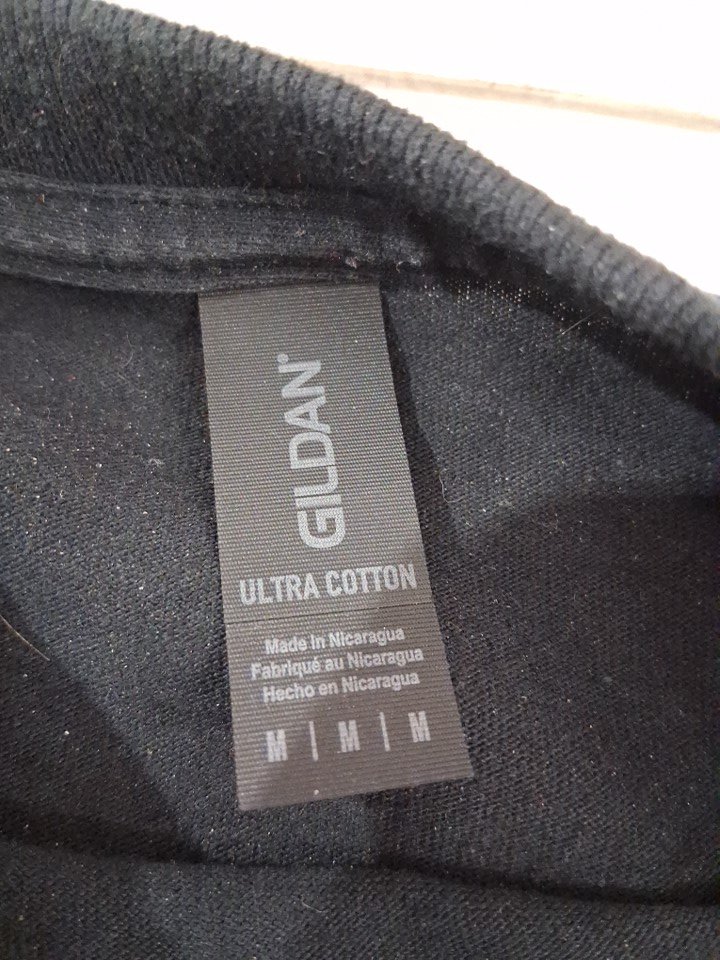 GILDAN®
ULTRA COTTON
Made in Nicaragua
Fabriqué au Nicaragua
Hecho en Nicaragua
M | M | M